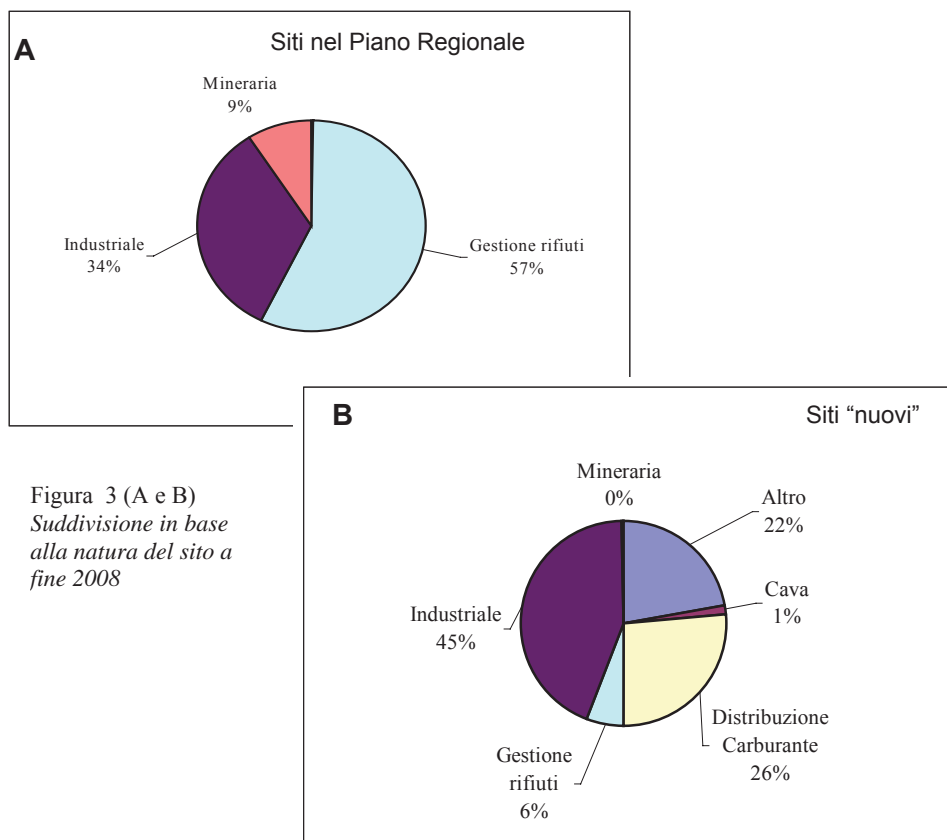 A
Siti nel Piano Regionale
Mineraria
9%
Industriale
34%
Gestione rifiuti
57%
B
Siti “nuovi”
Mineraria
0%
Altro
22%
Cava
1%
Industriale
45%
Distribuzione
Carburante
26%
Gestione
rifiuti
6%
Figura 3 (A e B)
Suddivisione in base
alla natura del sito a
fine 2008